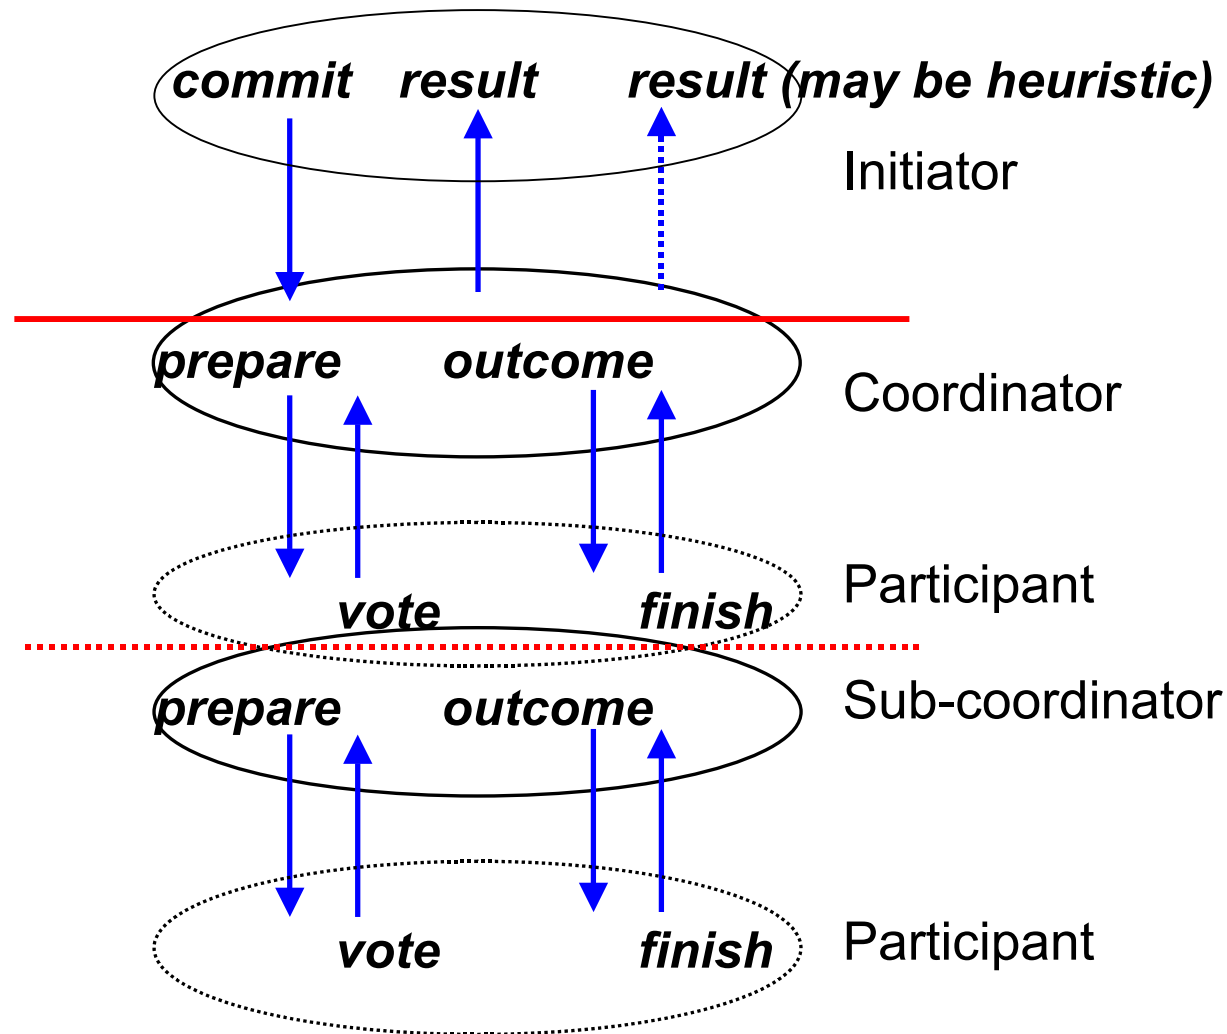 commit result result (may be heuristic)
Initiator
prepare outcome
Coordinator
Participant
vote finish
Sub-coordinator
prepare outcome
Participant
vote finish